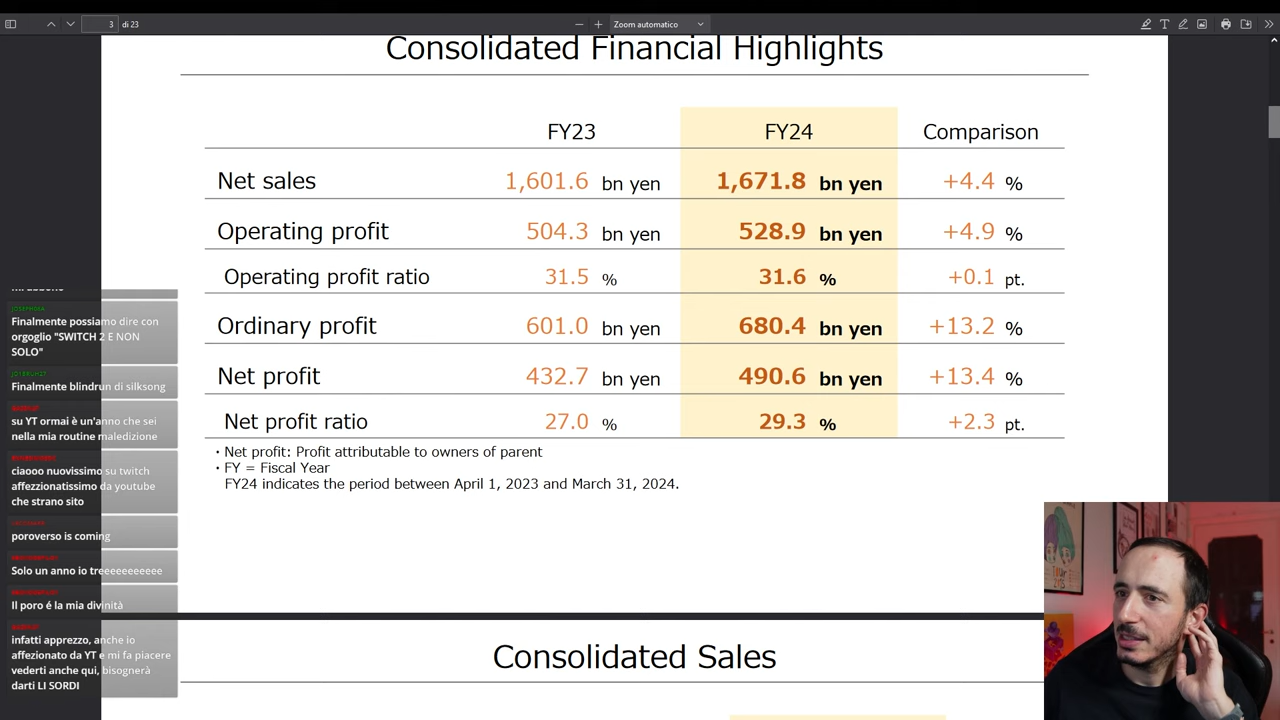 3 di 23
Zoom automatico
Consolidated Financial Highlights
FY23 FY24 Comparison
Net sales 1,601.6 bn yen 1,671.8 bn yen +4.4 %
Operating profit 504.3 bn yen 528.9 bn yen +4.9 %
Operating profit ratio 31.5 % 31.6 % +0.1 pt.
Ordinary profit 601.0 bn yen 680.4 bn yen +13.2 %
Net profit 432.7 bn yen 490.6 bn yen +13.4 %
Net profit ratio 27.0 % 29.3 % +2.3 pt.
・Net profit: Profit attributable to owners of parent
・FY = Fiscal Year
FY24 indicates the period between April 1, 2023 and March 31, 2024.
Consolidated Sales
Finalmente possiamo dire con
orgoglio "SWITCH 2 E NON
SOLO"
Finalmente blindrun di silksong
su YT ormai è un'anno che sei
nella mia routine maledizione
ciaooo nuovissimo su twitch
affezzionatissimo da youtube
che strano sito
poroverso is coming
Solo un anno io treeeeeeeeeee
Il poro é la mia divinità
infatti apprezzo, anche io
affezionato da YT e mi fa piacere
vederti anche qui, bisognerà
darti LI SORDI